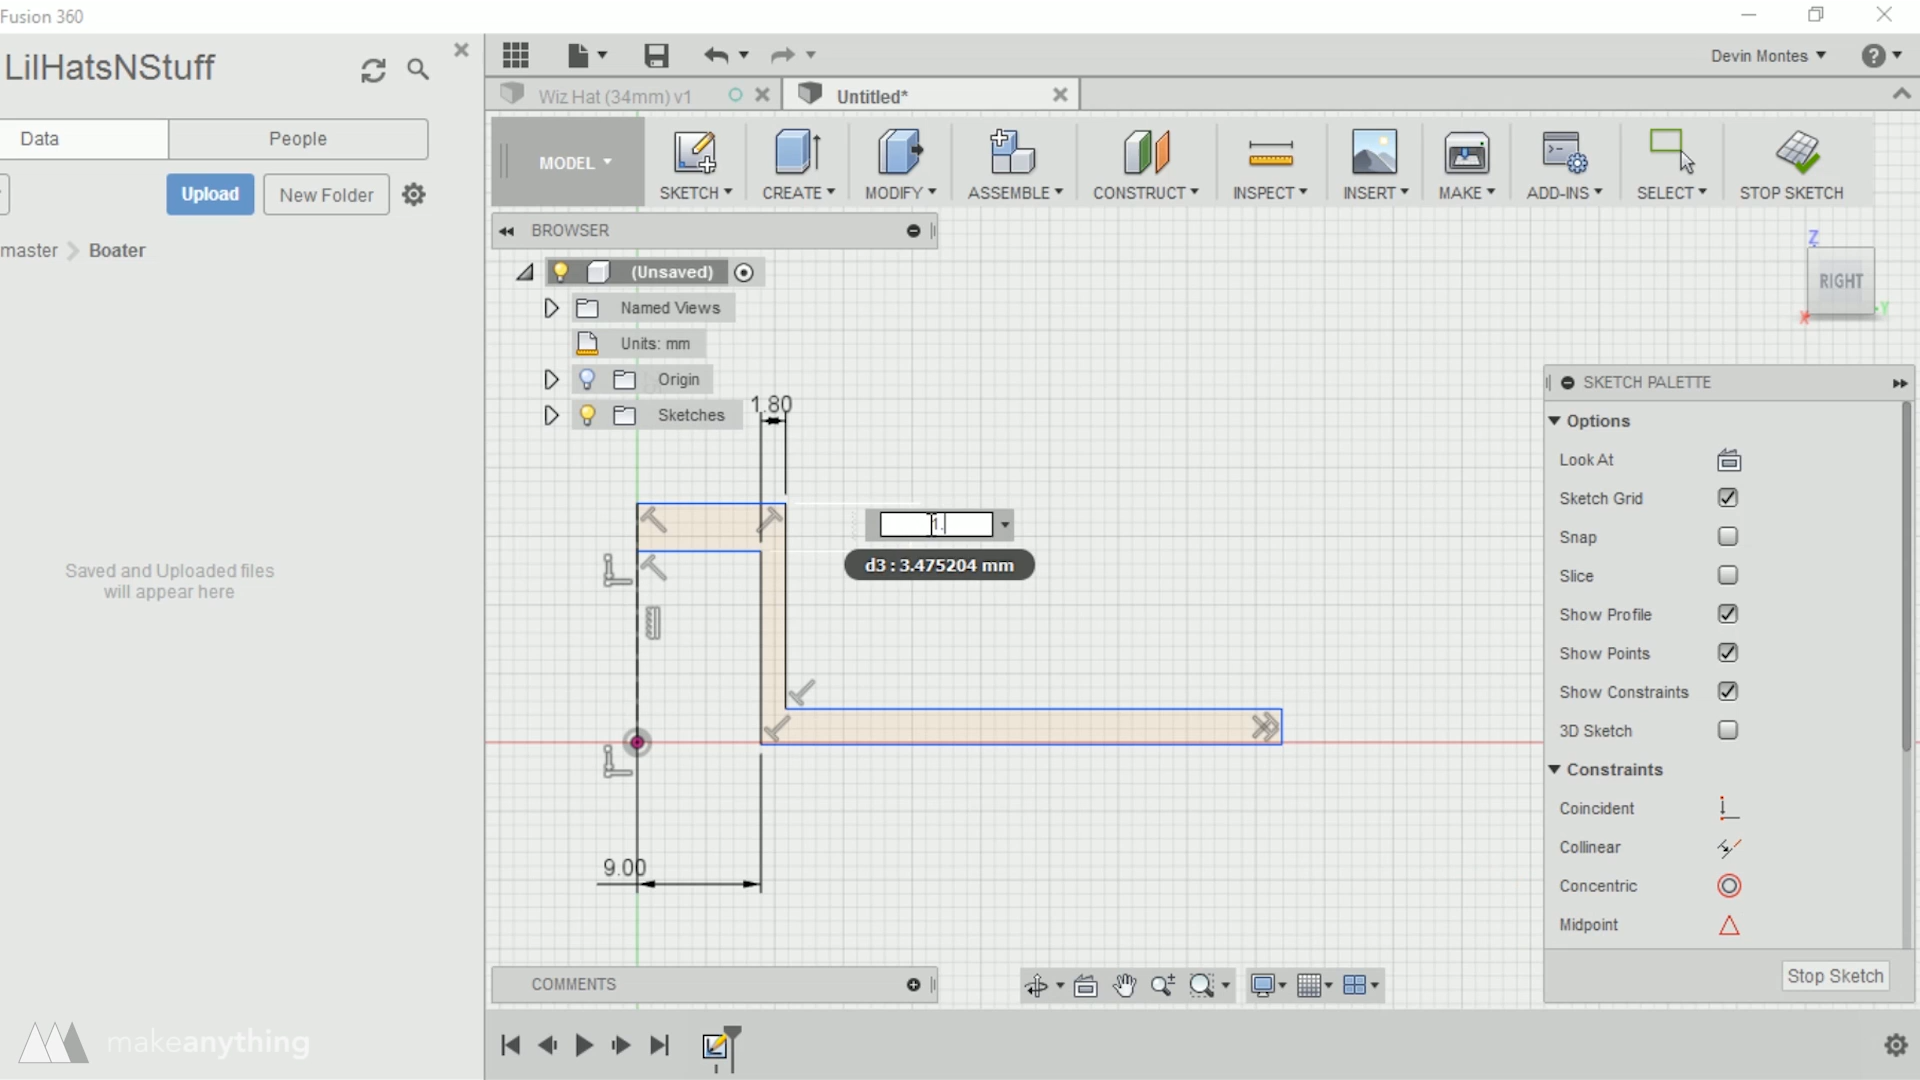 Fusion 360
LilHatsNStuff
Data
People
Upload
New Folder
master
Boater
Saved and Uploaded files
will appear here
makeanything
Devin Montes
Wiz Hat (34mm) v1
Untitled*
MODEL
SKETCH
CREATE
MODIFY
ASSEMBLE
CONSTRUCT
INSPECT
INSERT
MAKE
ADD-INS
SELECT
STOP SKETCH
BROWSER
(Unsaved)
Named Views
Units: mm
Origin
Sketches
1.80
1.
d3 : 3.475204 mm
9.00
Z
RIGHT
X
Y
SKETCH PALETTE
Options
Look At
Sketch Grid
Snap
Slice
Show Profile
Show Points
Show Constraints
3D Sketch
Constraints
Coincident
Collinear
Concentric
Midpoint
Stop Sketch
COMMENTS